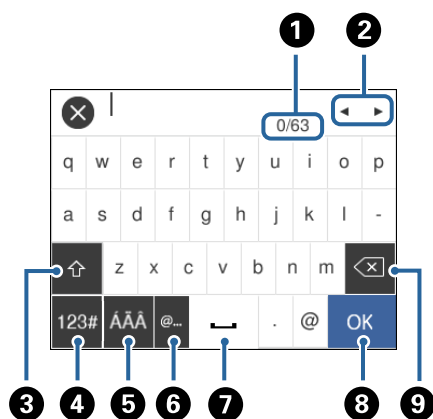 1 2
0/63
q w e r t y u i o p
a s d f g h j k l -
z x c v b n m
123# ÁÃÂ @... . @ OK
3 4 5 6 7 8 9